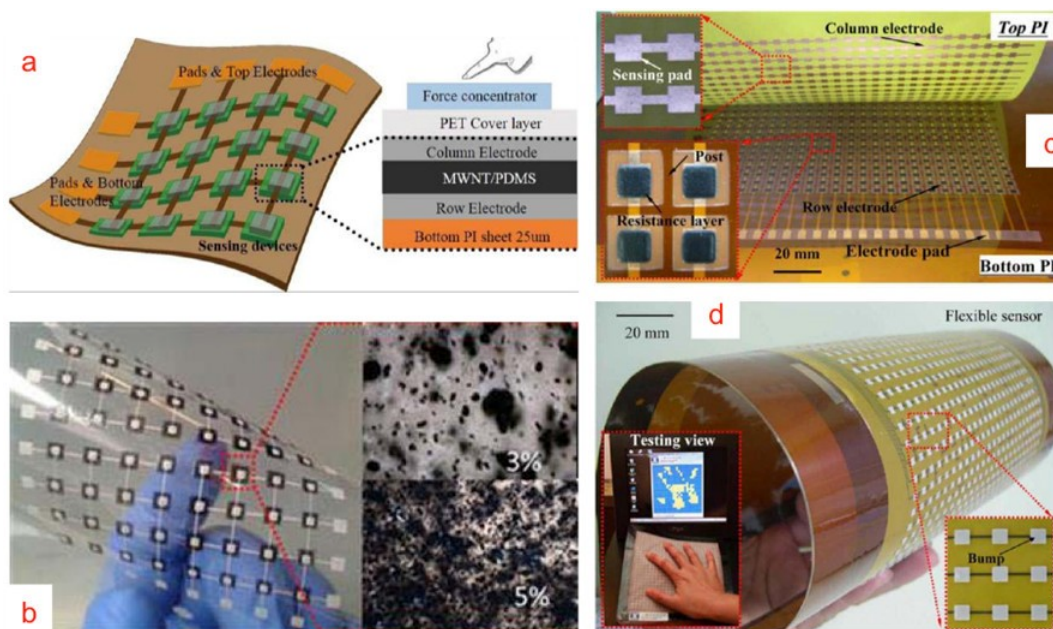 a
Pads & Top Electrodes
Pads & Bottom
Electrodes
Sensing devices
Force concentrator
PET Cover layer
Column Electrode
MWNT/PDMS
Row Electrode
Bottom PI sheet 25um
Column electrode
Top PI
Sensing pad
c
Post
Resistance layer
Row electrode
Electrode pad
20 mm
Bottom PI
b
3%
5%
20 mm
d
Flexible sensor
Testing view
Bump